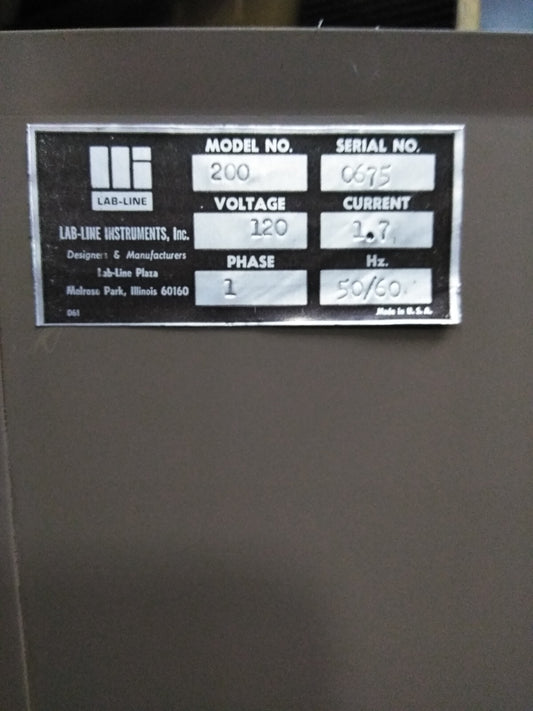 LAB-LINE
LAB-LINE INSTRUMENTS, Inc.
Designers & Manufacturers
Lab-Line Plaza
Melrose Park, Illinois 60160
061
MODEL NO. SERIAL NO.
200 0675
VOLTAGE CURRENT
120 1.7
PHASE Hz.
1 50/60
Made in U.S.A.